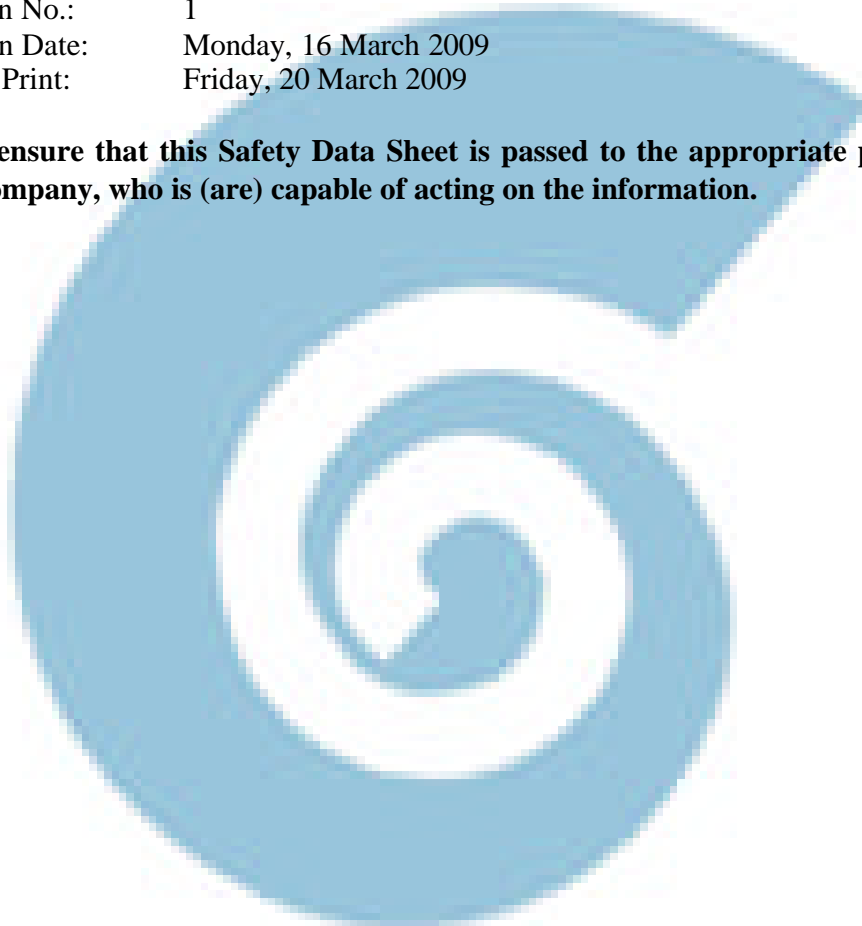 n No.: 1
n Date: Monday, 16 March 2009
Print: Friday, 20 March 2009
ensure that this Safety Data Sheet is passed to the appropriate p
ompany, who is (are) capable of acting on the information.